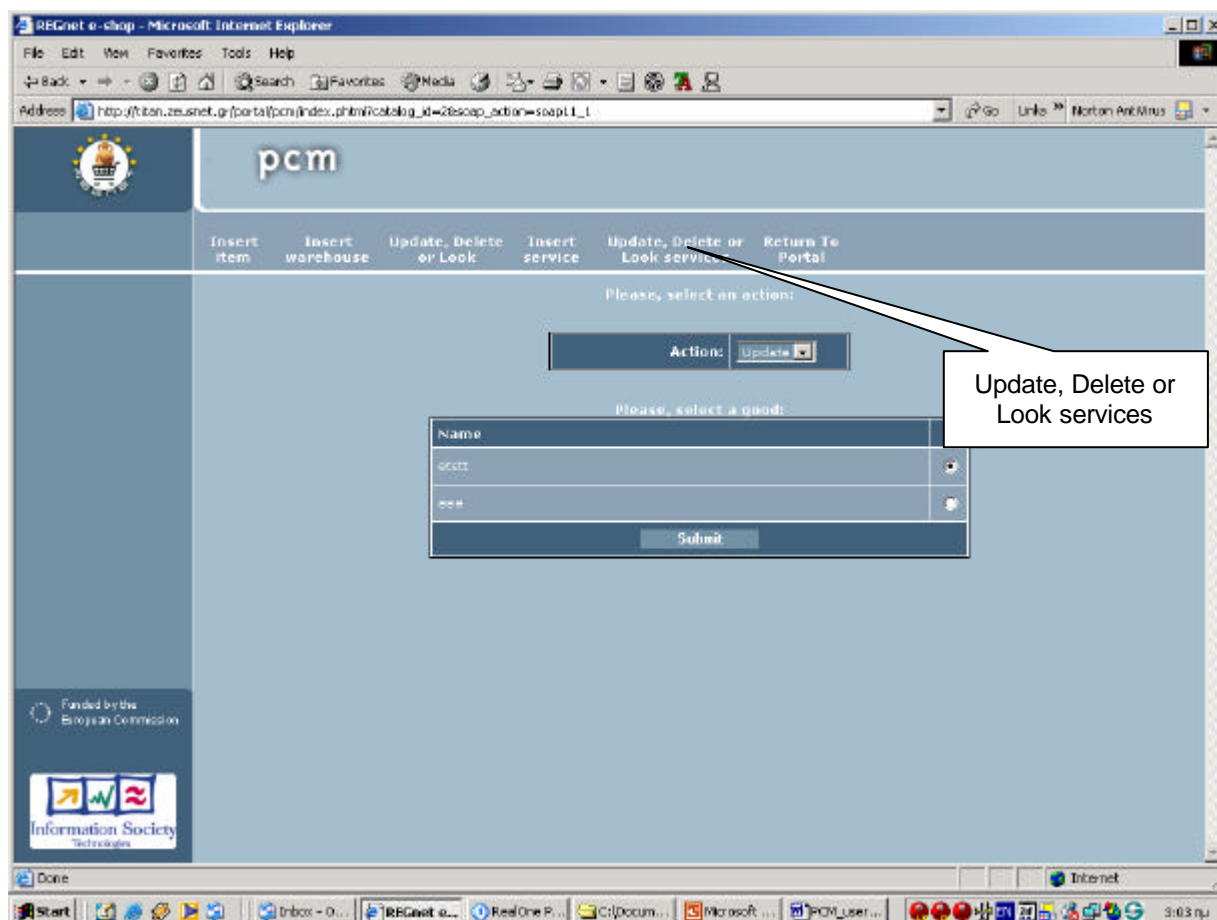 REGnet e-shop - Microsoft Internet Explorer
File Edit View Favorites Tools Help
Back Search Favorites Media
Address http://titan.zeusnet.gr/portal/pcm/index.phtml?catalog_id=2&soap_action=soap11_1 Go Links » Norton AntiVirus
pcm
Insert item
Insert warehouse
Update, Delete or Look
Insert service
Update, Delete or Look services
Return To Portal
Please, select an action:
Action: Update
Update, Delete or
Look services
Please, select a good:
Name
eee
Submit
Funded by the
European Commission
Information Society
Technologies
Done Internet
Start Inbox - O... REGnet e... RealOne P... C:\Docum... Microsoft ... PCM_user... 3:03 πμ